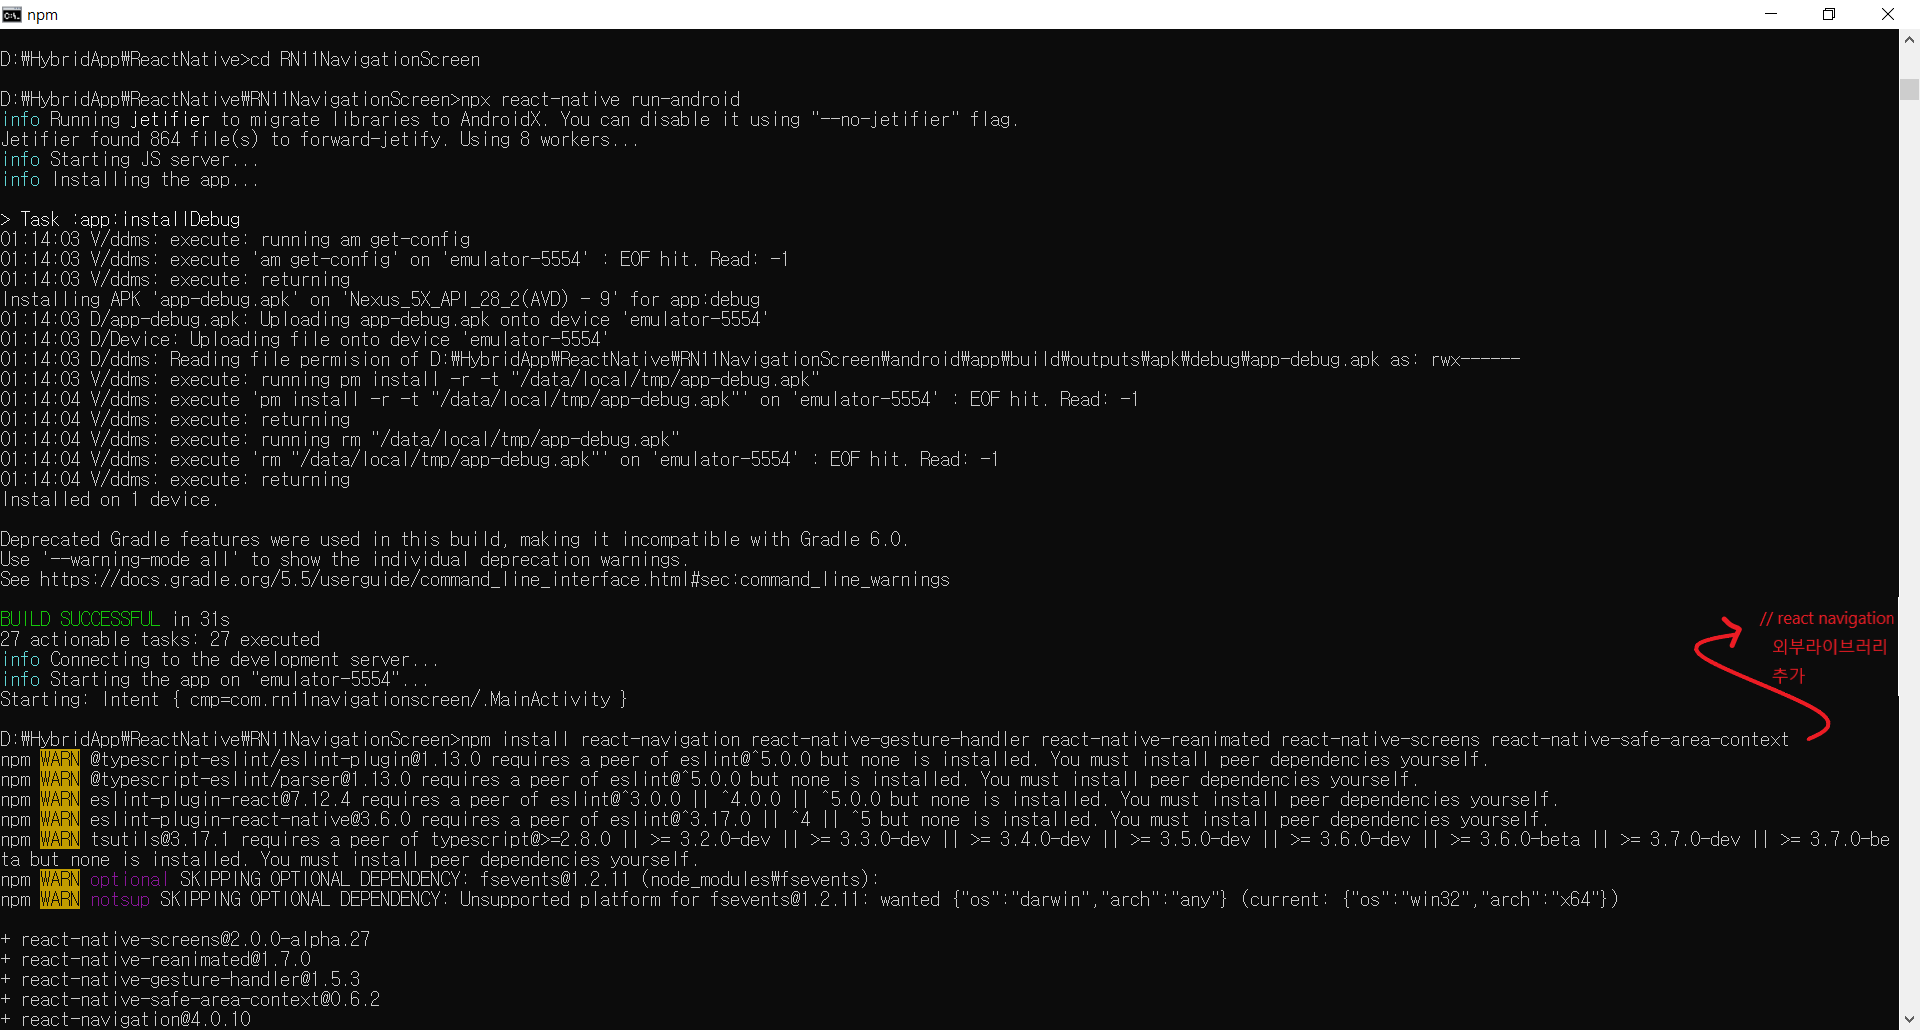 npm
D:\HybridApp\ReactNative>cd RN11NavigationScreen
D:\HybridApp\ReactNative\RN11NavigationScreen>npx react-native run-android
info Running jetifier to migrate libraries to AndroidX. You can disable it using "--no-jetifier" flag.
Jetifier found 864 file(s) to forward-jetify. Using 8 workers...
info Starting JS server...
info Installing the app...
> Task :app:installDebug
01:14:03 V/ddms: execute: running am get-config
01:14:03 V/ddms: execute 'am get-config' on 'emulator-5554' : EOF hit. Read: -1
01:14:03 V/ddms: execute: returning
Installing APK 'app-debug.apk' on 'Nexus_5X_API_28_2(AVD) - 9' for app:debug
01:14:03 D/app-debug.apk: Uploading app-debug.apk onto device 'emulator-5554'
01:14:03 D/Device: Uploading file onto device 'emulator-5554'
01:14:03 D/ddms: Reading file permision of D:₩HybridApp₩ReactNative₩RN11NavigationScreen₩android₩app₩build₩outputs₩apk₩debug₩app-debug.apk as: rwx------
01:14:03 V/ddms: execute: running pm install -r -t "/data/local/tmp/app-debug.apk"
01:14:04 V/ddms: execute 'pm install -r -t "/data/local/tmp/app-debug.apk"' on 'emulator-5554' : EOF hit. Read: -1
01:14:04 V/ddms: execute: returning
01:14:04 V/ddms: execute: running rm "/data/local/tmp/app-debug.apk"
01:14:04 V/ddms: execute 'rm "/data/local/tmp/app-debug.apk"' on 'emulator-5554' : EOF hit. Read: -1
01:14:04 V/ddms: execute: returning
Installed on 1 device.
Deprecated Gradle features were used in this build, making it incompatible with Gradle 6.0.
Use '--warning-mode all' to show the individual deprecation warnings.
See https://docs.gradle.org/5.5/userguide/command_line_interface.html#sec:command_line_warnings
BUILD SUCCESSFUL in 31s
27 actionable tasks: 27 executed
info Connecting to the development server...
info Starting the app on "emulator-5554"...
Starting: Intent { cmp=com.rn11navigationscreen/.MainActivity }
// react navigation
외부라이브러리
추가
D:₩HybridApp₩ReactNative₩RN11NavigationScreen>npm install react-navigation react-native-gesture-handler react-native-reanimated react-native-screens react-native-safe-area-context
npm WARN @typescript-eslint/eslint-plugin@1.13.0 requires a peer of eslint@^5.0.0 but none is installed. You must install peer dependencies yourself.
npm WARN @typescript-eslint/parser@1.13.0 requires a peer of eslint@^5.0.0 but none is installed. You must install peer dependencies yourself.
npm WARN eslint-plugin-react@7.12.4 requires a peer of eslint@^3.0.0 || ^4.0.0 || ^5.0.0 but none is installed. You must install peer dependencies yourself.
npm WARN eslint-plugin-react-native@3.6.0 requires a peer of eslint@^3.17.0 || ^4 || ^5 but none is installed. You must install peer dependencies yourself.
npm WARN tsutils@3.17.1 requires a peer of typescript@>=2.8.0 || >= 3.2.0-dev || >= 3.3.0-dev || >= 3.4.0-dev || >= 3.5.0-dev || >= 3.6.0-dev || >= 3.6.0-beta || >= 3.7.0-dev || >= 3.7.0-be
ta but none is installed. You must install peer dependencies yourself.
npm WARN optional SKIPPING OPTIONAL DEPENDENCY: fsevents@1.2.11 (node_modules₩fsevents):
npm WARN notsup SKIPPING OPTIONAL DEPENDENCY: Unsupported platform for fsevents@1.2.11: wanted {"os":"darwin","arch":"any"} (current: {"os":"win32","arch":"x64"})
+ react-native-screens@2.0.0-alpha.27
+ react-native-reanimated@1.7.0
+ react-native-gesture-handler@1.5.3
+ react-native-safe-area-context@0.6.2
+ react-navigation@4.0.10